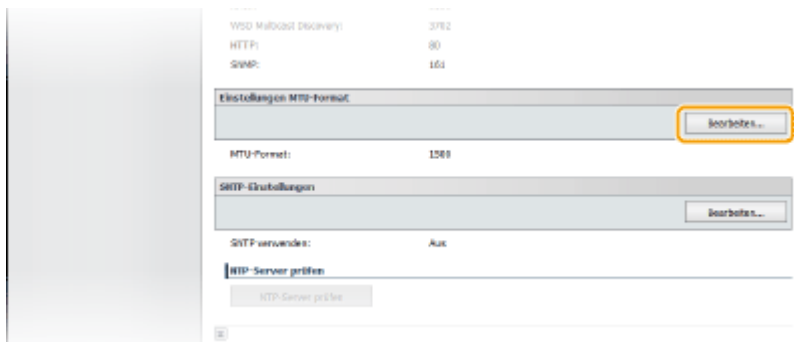 WSD Multicast Discovery: 3702
HTTP: 80
SNMP: 161
Einstellungen MTU-Format
Bearbeiten...
MTU-Format: 1500
SNTP-Einstellungen
Bearbeiten...
SNTP verwenden: Aus
NTP-Server prüfen
NTP-Server prüfen